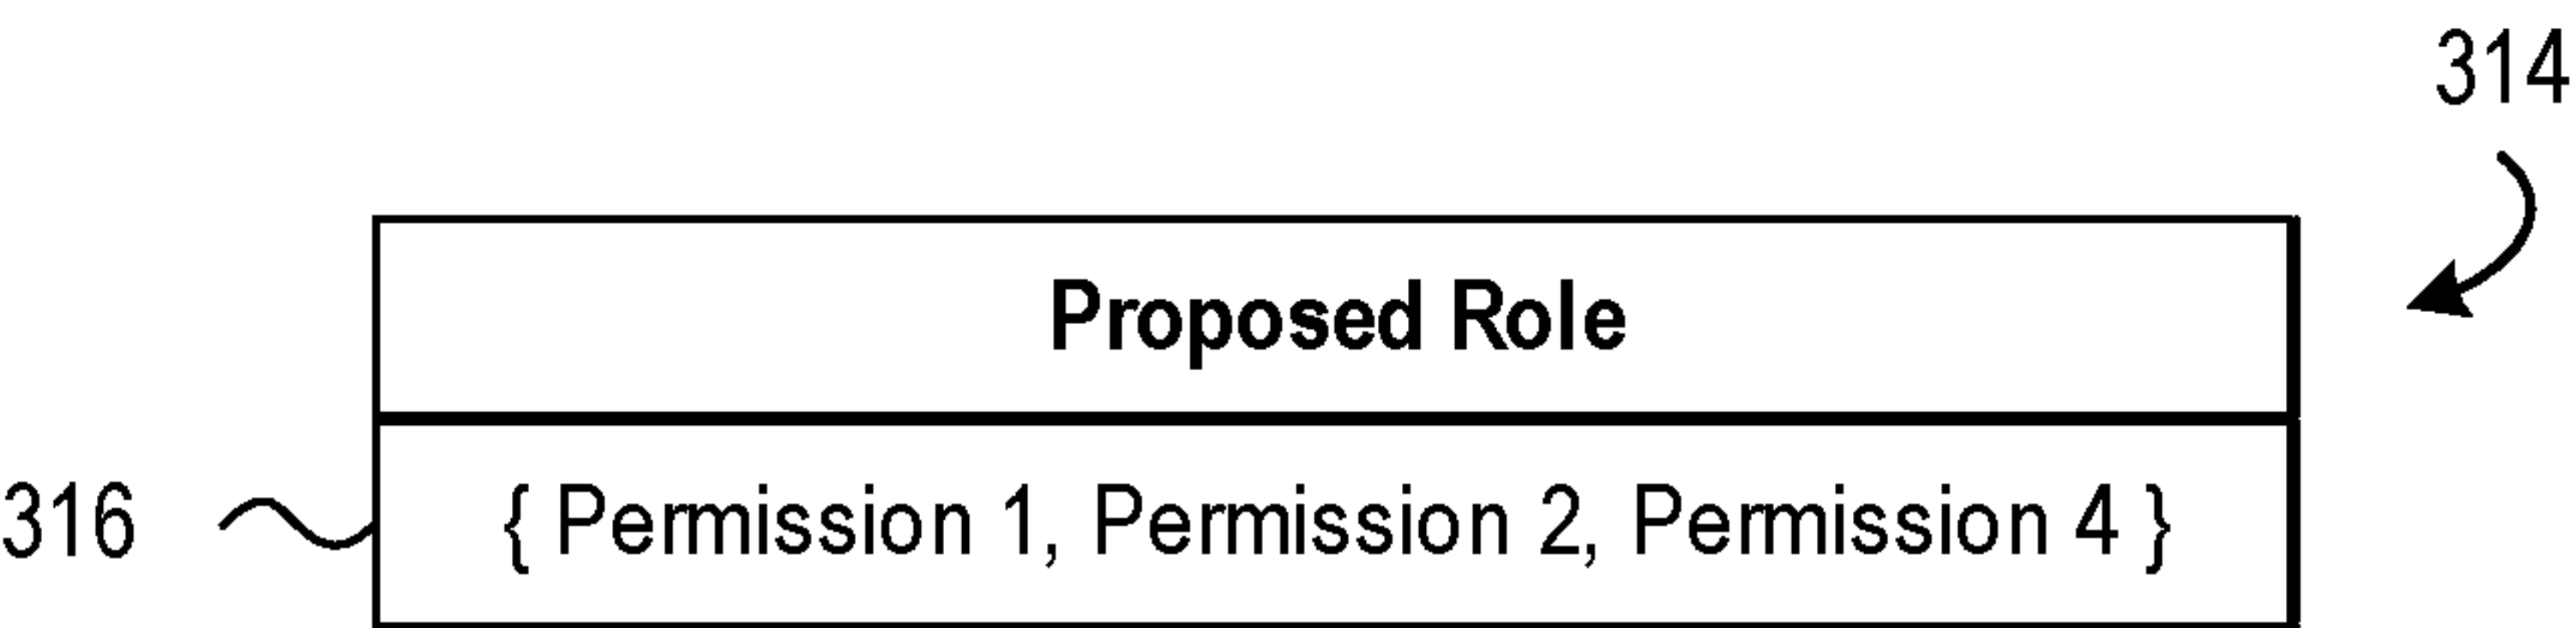 314
Proposed Role
316
{ Permission 1, Permission 2, Permission 4 }